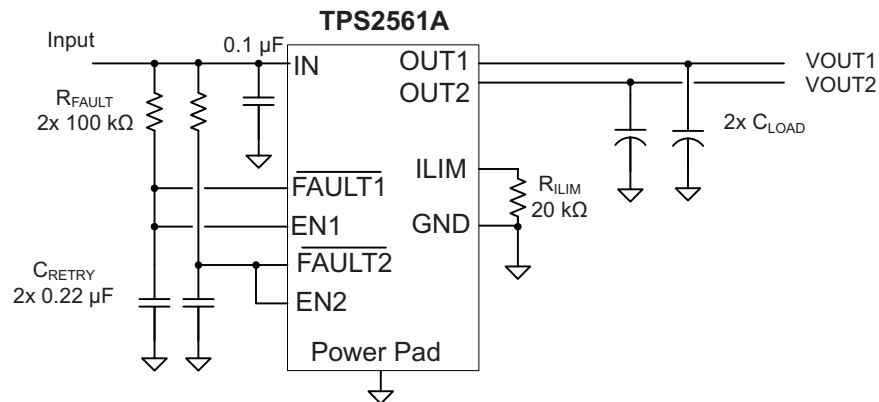 TPS2561A
Input
0.1 µF
IN
OUT1
VOUT1
OUT2
VOUT2
RFAULT
2x 100 kΩ
2x CLOAD
ILIM
RILIM
20 kΩ
FAULT1
EN1
GND
FAULT2
CRETRY
2x 0.22 µF
EN2
Power Pad